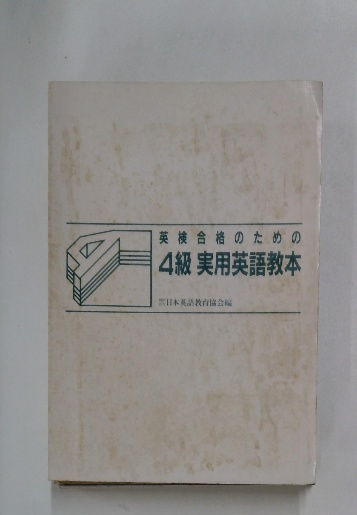 英検合格のための
4級 実用英語教本
日本英語教育協会編